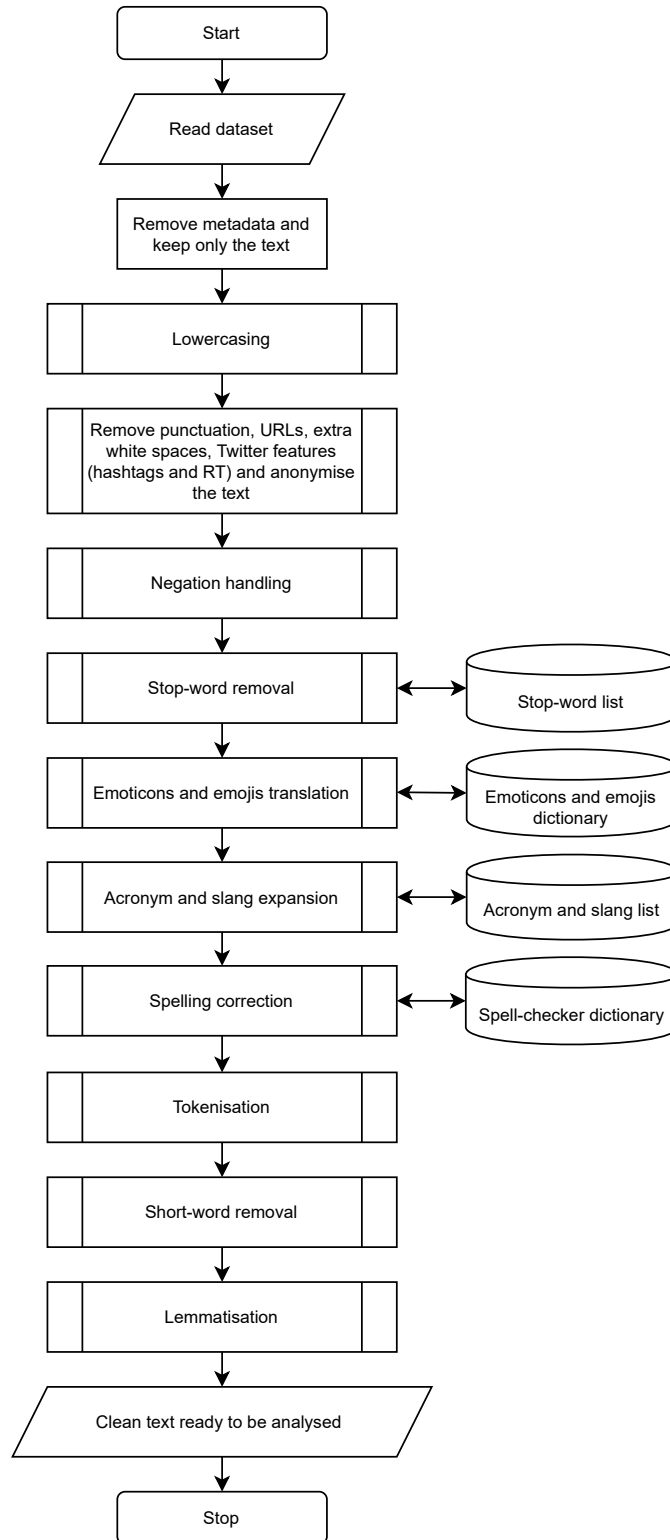 Start
Read dataset
Remove metadata and
keep only the text
Lowercasing
Remove punctuation, URLs, extra
white spaces, Twitter features
(hashtags and RT) and anonymise
the text
Negation handling
Stop-word removal
Stop-word list
Emoticons and emojis translation
Emoticons and emojis
dictionary
Acronym and slang expansion
Acronym and slang list
Spelling correction
Spell-checker dictionary
Tokenisation
Short-word removal
Lemmatisation
Clean text ready to be analysed
Stop